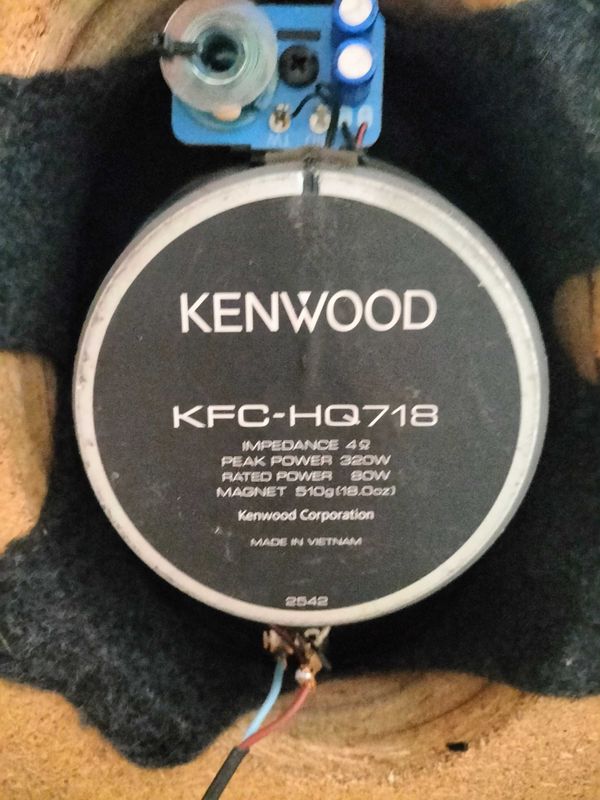 KENWOOD
KFC-HQ718
IMPEDANCE 4Ω
PEAK POWER 320W
RATED POWER 80W
MAGNET 510g(18.0oz)
Kenwood Corporation
MADE IN VIETNAM
2542